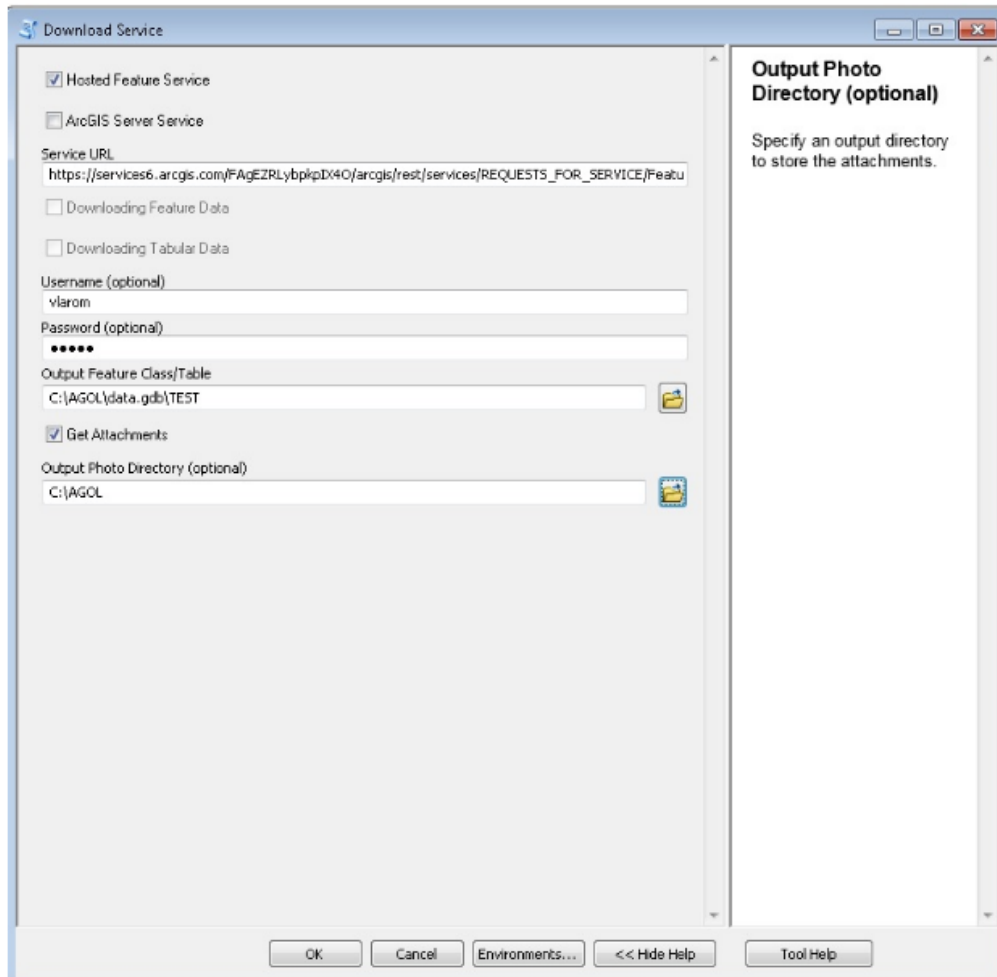 Download Service
Hosted Feature Service
ArcGIS Server Service
Service URL
https://services6.arcgis.com/FAgEZRLybpkpIX4O/arcgis/rest/services/REQUESTS_FOR_SERVICE/Featu
Downloading Feature Data
Downloading Tabular Data
Username (optional)
vlarom
Password (optional)
•••••
Output Feature Class/Table
C:\AGOL\data.gdb\TEST
Get Attachments
Output Photo Directory (optional)
C:\AGOL
Output Photo
Directory (optional)
Specify an output directory
to store the attachments.
OK
Cancel
Environments...
<< Hide Help
Tool Help